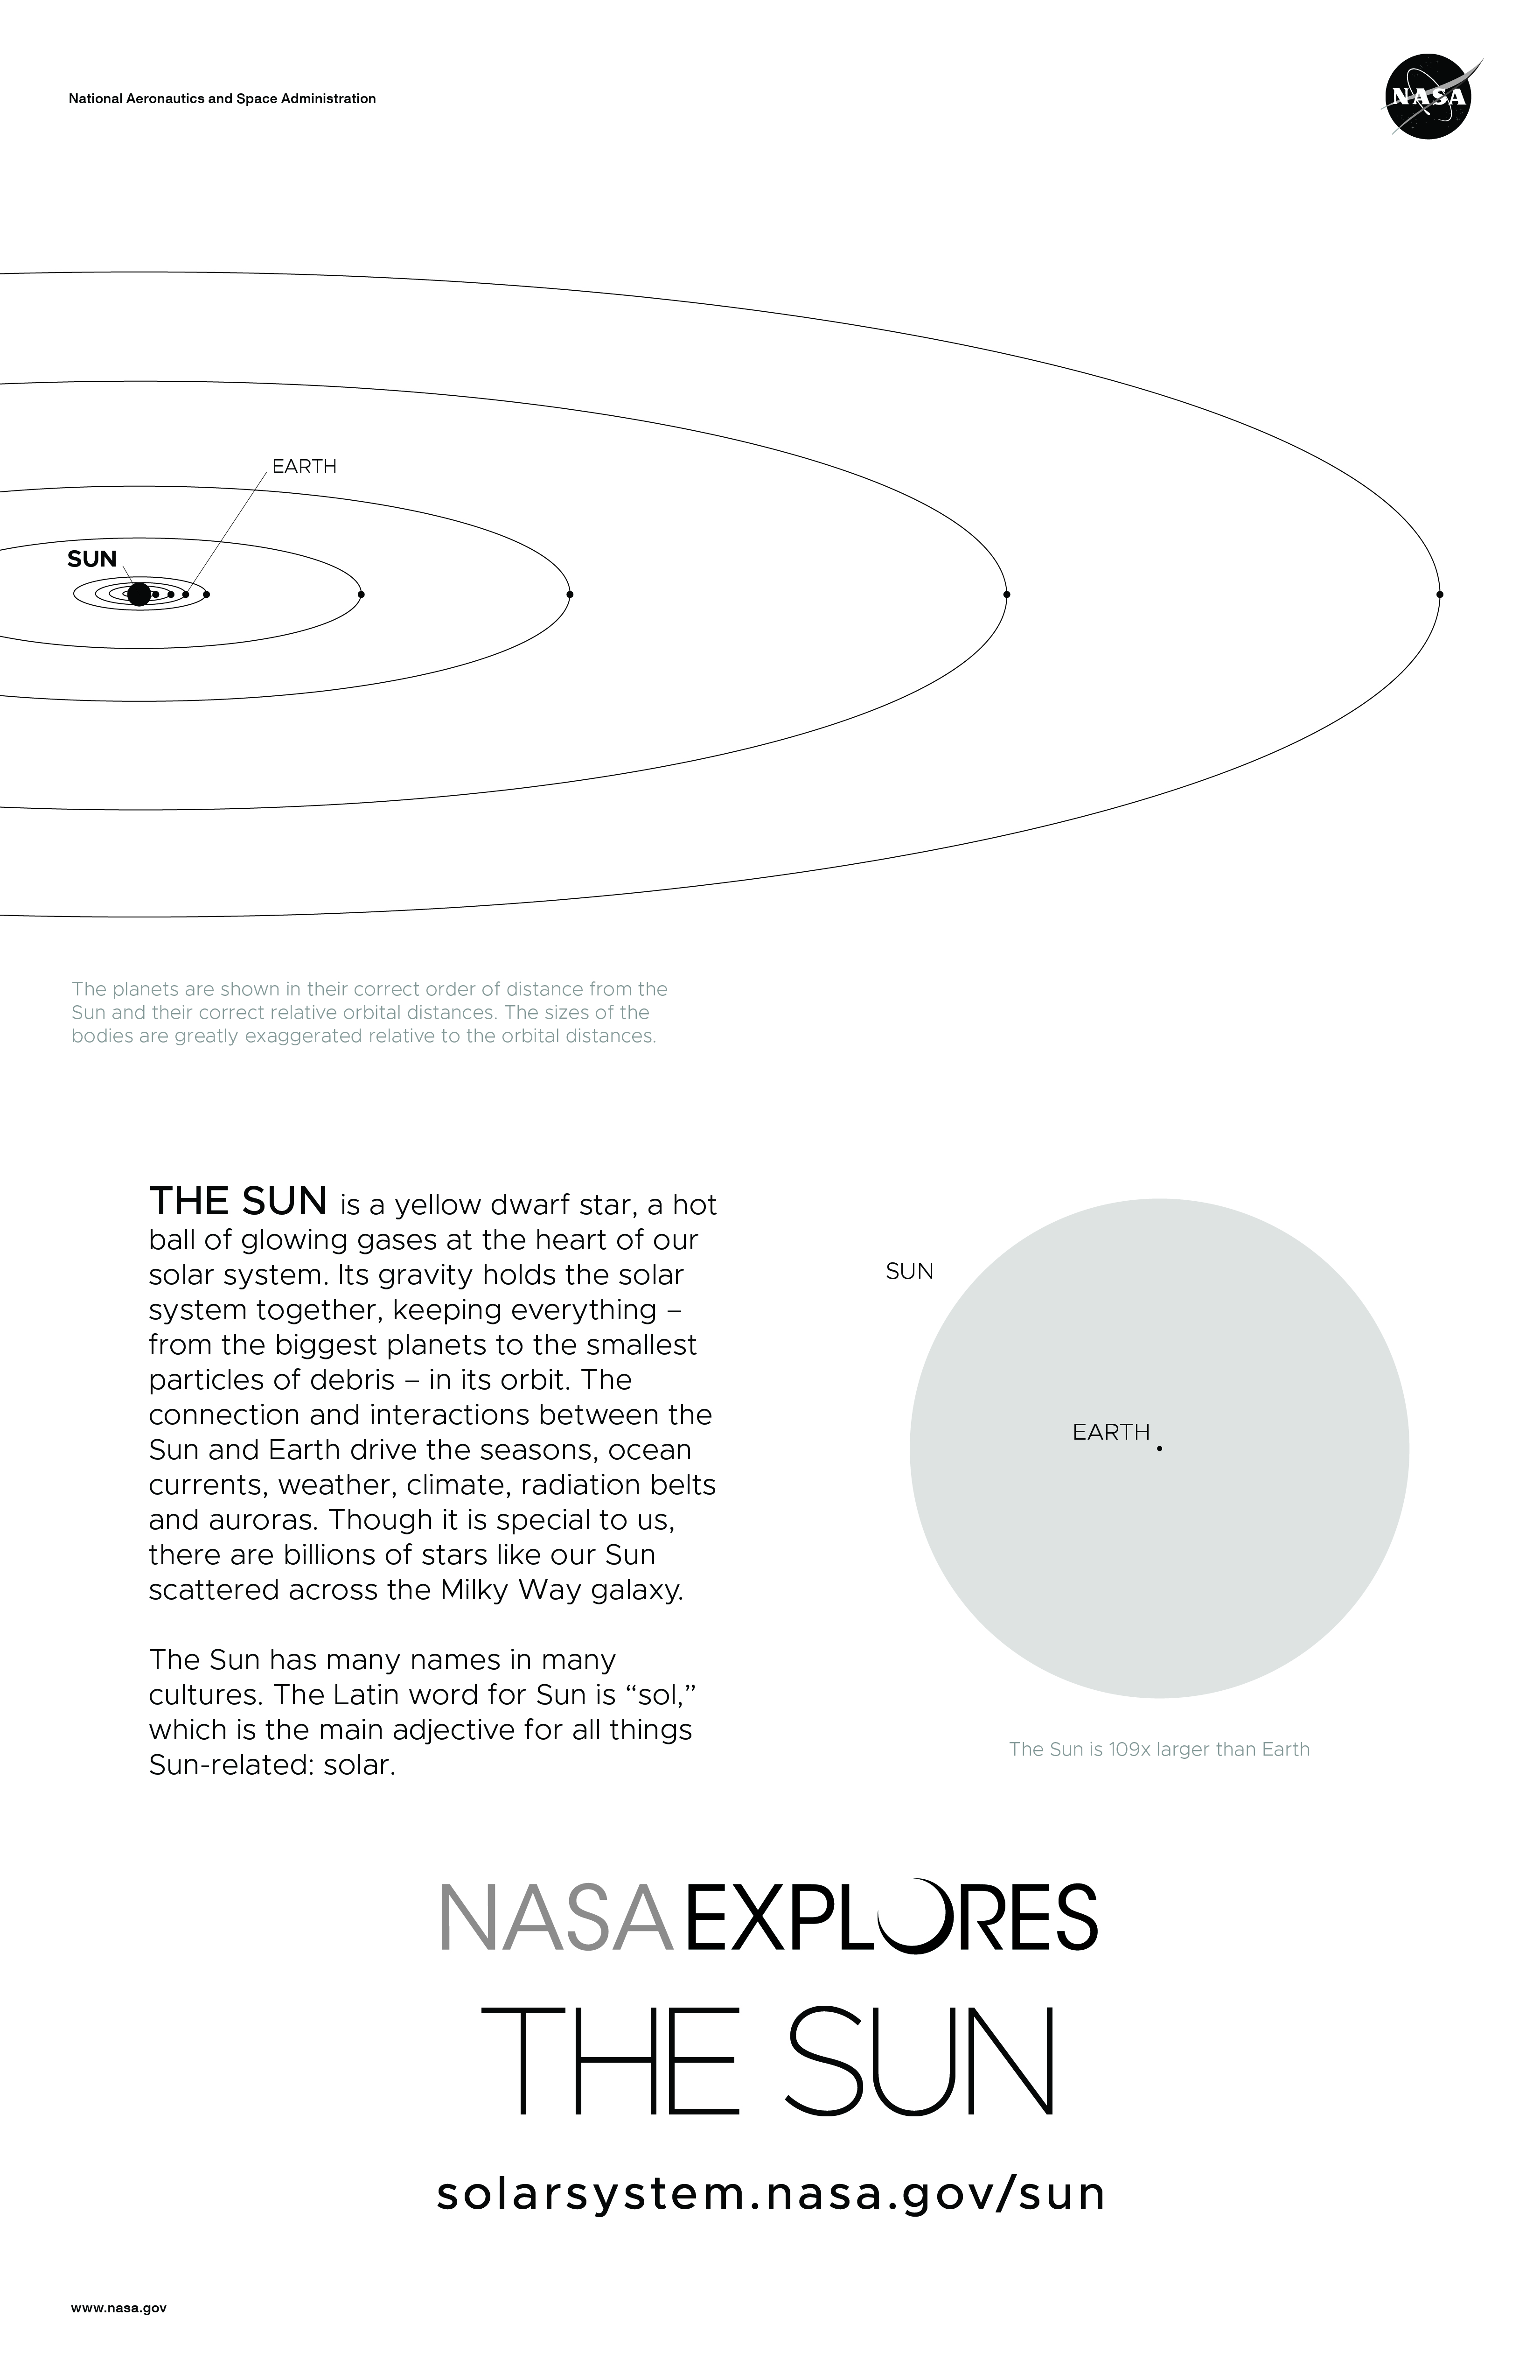 National Aeronautics and Space Administration
NASA
EARTH
SUN
The planets are shown in their correct order of distance from the
Sun and their correct relative orbital distances. The sizes of the
bodies are greatly exaggerated relative to the orbital distances.
THE SUN is a yellow dwarf star, a hot
ball of glowing gases at the heart of our
solar system. Its gravity holds the solar
system together, keeping everything –
from the biggest planets to the smallest
particles of debris – in its orbit. The
connection and interactions between the
Sun and Earth drive the seasons, ocean
currents, weather, climate, radiation belts
and auroras. Though it is special to us,
there are billions of stars like our Sun
scattered across the Milky Way galaxy.
The Sun has many names in many
cultures. The Latin word for Sun is “sol,”
which is the main adjective for all things
Sun-related: solar.
SUN
EARTH
The Sun is 109x larger than Earth
NASA EXPLORES
THE SUN
solarsystem.nasa.gov/sun
www.nasa.gov